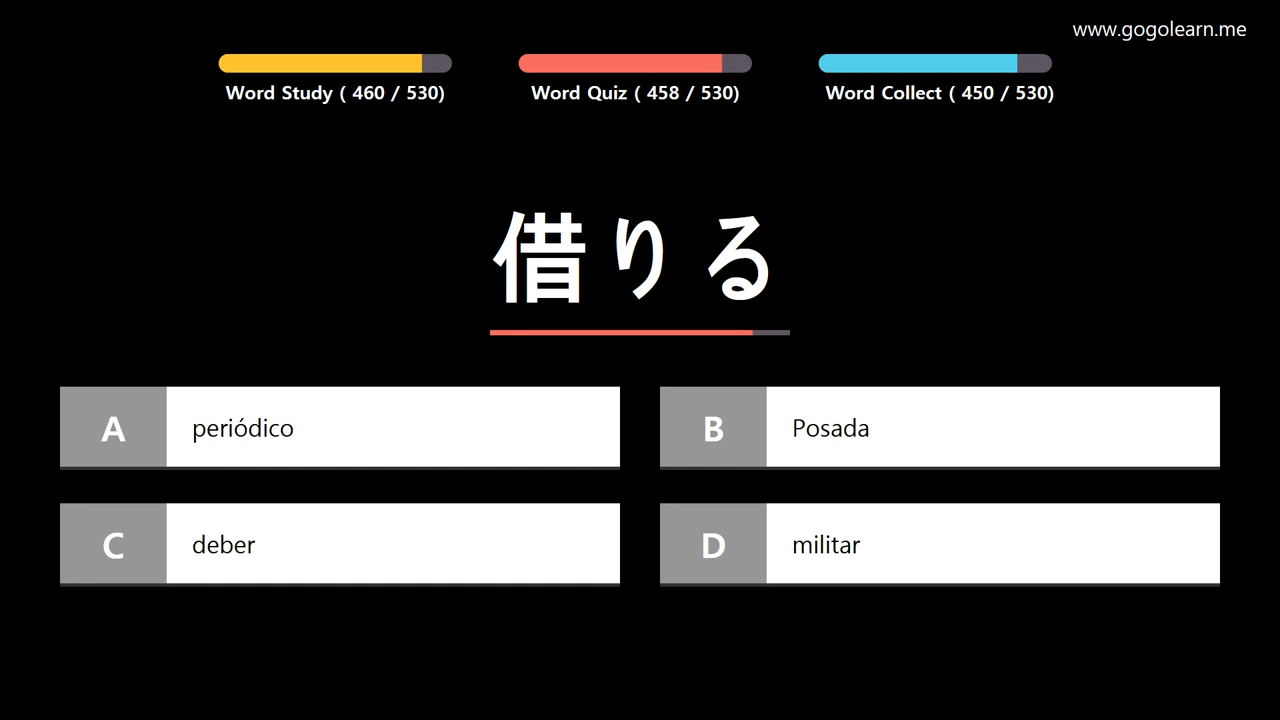 www.gogolearn.me
Word Study ( 460 / 530)
Word Quiz ( 458 / 530)
Word Collect ( 450 / 530)
借りる
A periódico
B Posada
C deber
D militar